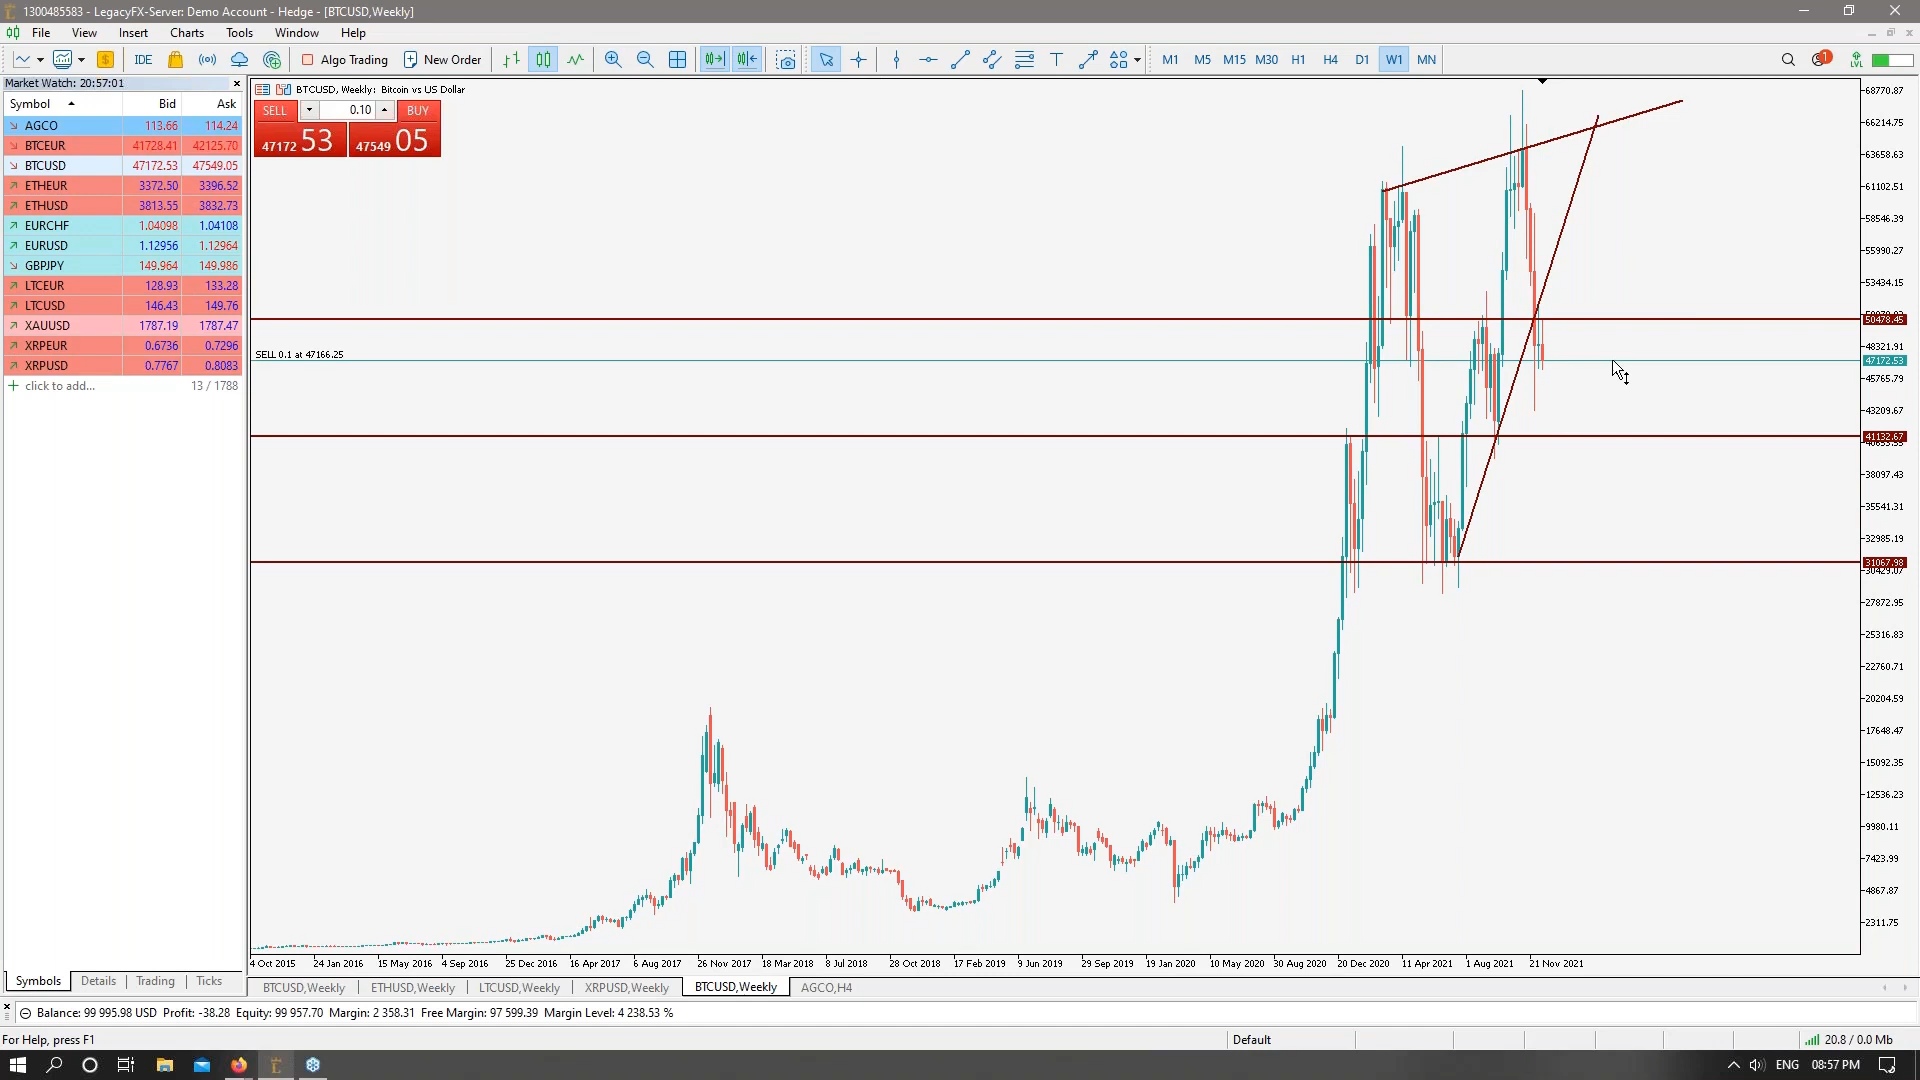 1300485583 - LegacyFX-Server: Demo Account - Hedge - [BTCUSD,Weekly]
File View Insert Charts Tools Window Help
IDE Algo Trading New Order M1 M5 M15 M30 H1 H4 D1 W1 MN 1 LVL
Market Watch: 20:57:01
Symbol Bid Ask
AGCO 113.66 114.24
BTCEUR 41728.41 42125.70
BTCUSD 47172.53 47549.05
ETHEUR 3372.50 3396.52
ETHUSD 3813.55 3832.73
EURCHF 1.04098 1.04108
EURUSD 1.12956 1.12964
GBPJPY 149.964 149.986
LTCEUR 128.93 133.28
LTCUSD 146.43 149.76
XAUUSD 1787.19 1787.47
XRPEUR 0.6736 0.7296
XRPUSD 0.7767 0.8083
click to add... 13 / 1788
Symbols Details Trading Ticks
BTCUSD, Weekly: Bitcoin vs US Dollar
SELL 0.10 BUY
47172 53 47549 05
SELL 0.1 at 47166.25
68770.87
66214.75
63658.63
61102.51
58546.39
55990.27
53434.15
50478.45
48321.91
47172.53
45765.79
43209.67
41132.67
38097.43
35541.31
32985.19
31067.98
30429.07
27872.95
25316.83
22760.71
20204.59
17648.47
15092.35
12536.23
9980.11
7423.99
4867.87
2311.75
4 Oct 2015 24 Jan 2016 15 May 2016 4 Sep 2016 25 Dec 2016 16 Apr 2017 6 Aug 2017 26 Nov 2017 18 Mar 2018 8 Jul 2018 28 Oct 2018 17 Feb 2019 9 Jun 2019 29 Sep 2019 19 Jan 2020 10 May 2020 30 Aug 2020 20 Dec 2020 11 Apr 2021 1 Aug 2021 21 Nov 2021
BTCUSD,Weekly ETHUSD,Weekly LTCUSD,Weekly XRPUSD,Weekly BTCUSD,Weekly AGCO,H4
Balance: 99 995.98 USD Profit: -38.28 Equity: 99 957.70 Margin: 2 358.31 Free Margin: 97 599.39 Margin Level: 4 238.53 %
For Help, press F1 Default 20.8 / 0.0 Mb
ENG 08:57 PM